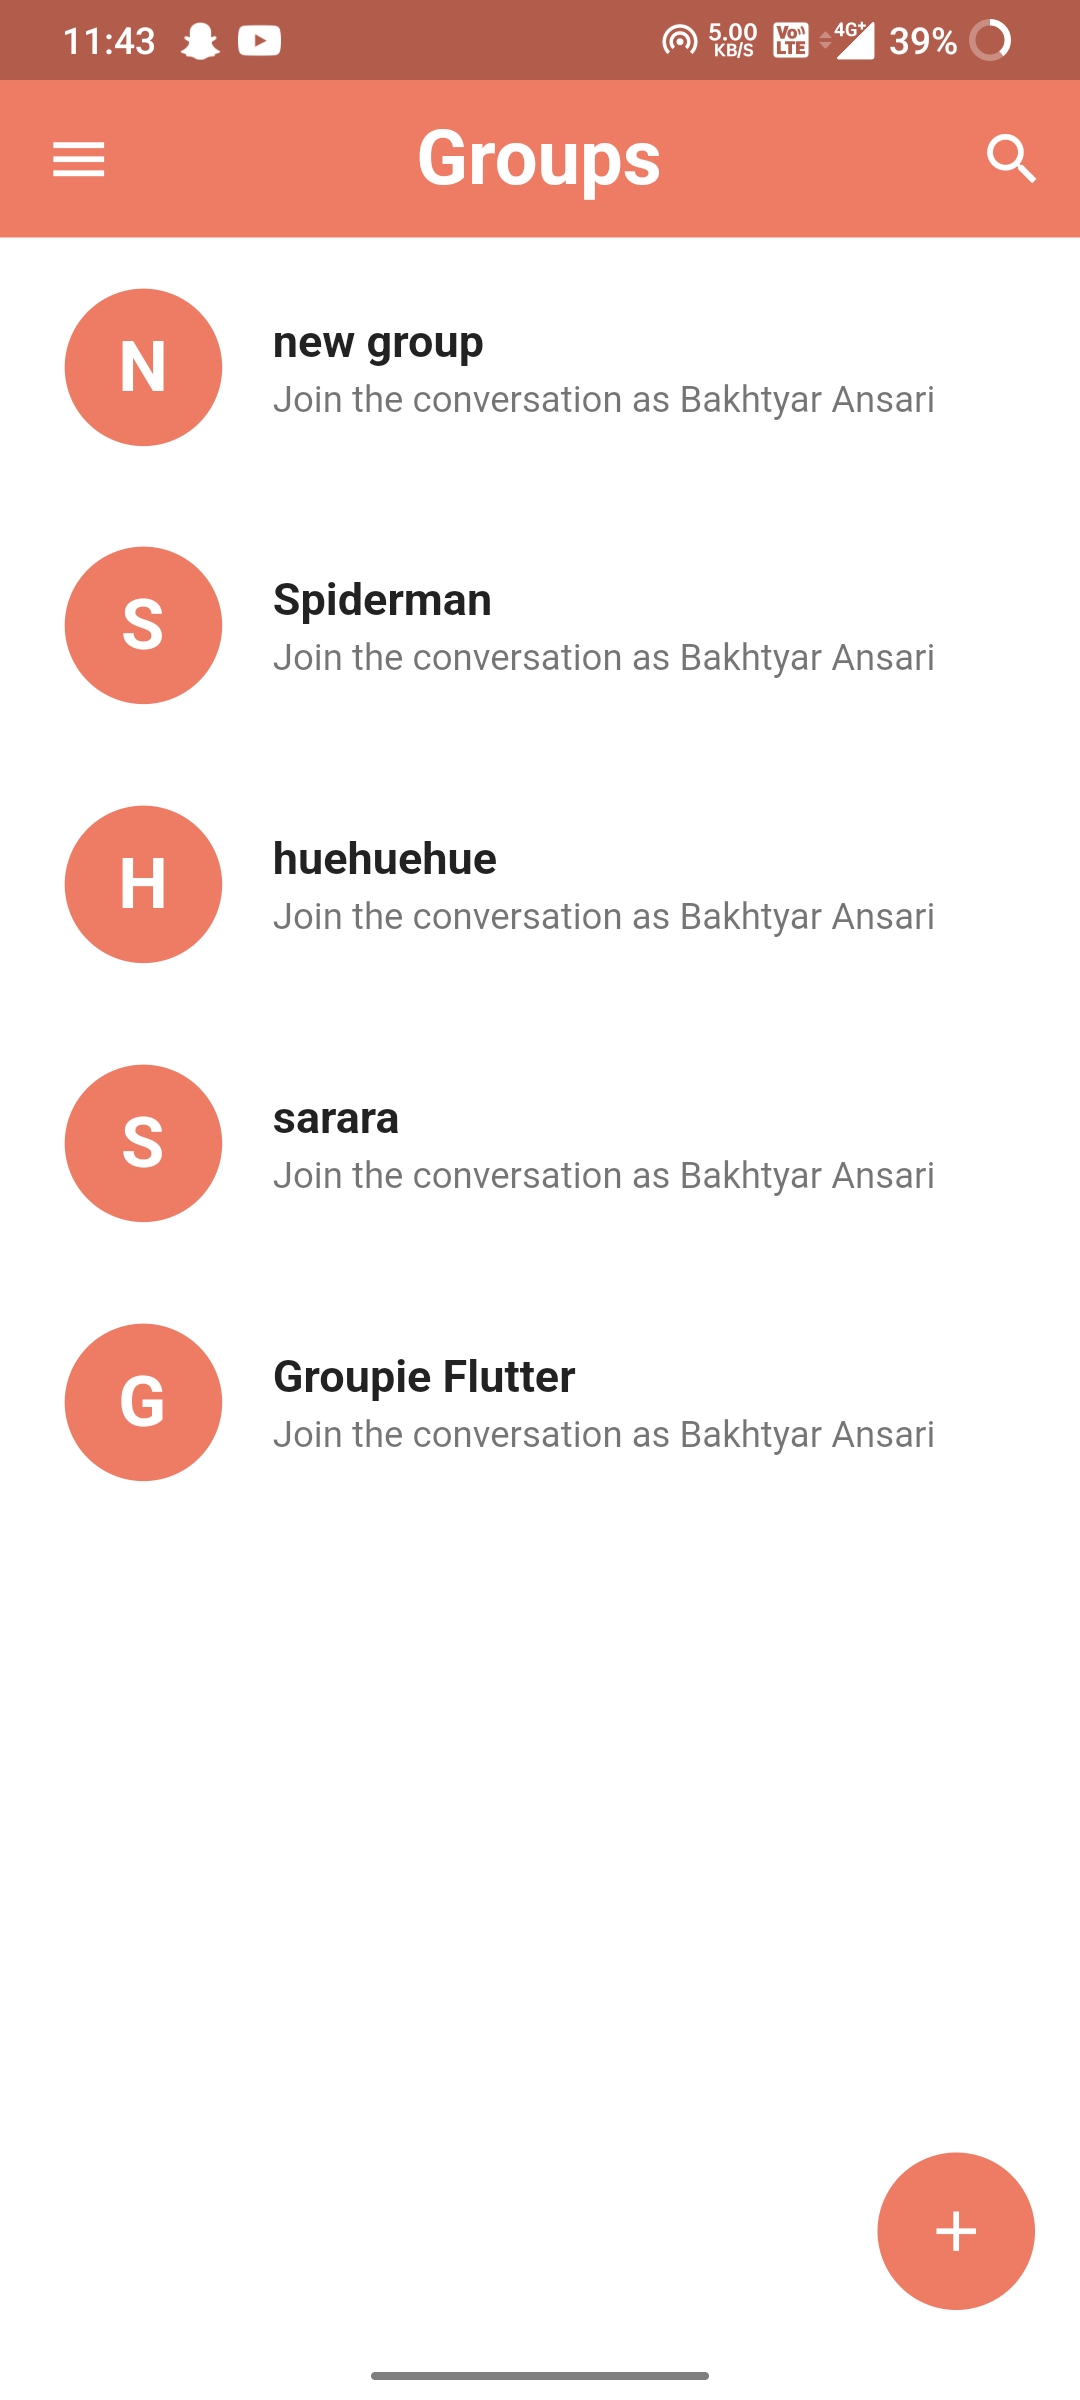 11:43 5.00 KB/S Vo LTE 4G+ 39%
Groups
N
new group
Join the conversation as Bakhtyar Ansari
S
Spiderman
Join the conversation as Bakhtyar Ansari
H
huehuehue
Join the conversation as Bakhtyar Ansari
S
sarara
Join the conversation as Bakhtyar Ansari
G
Groupie Flutter
Join the conversation as Bakhtyar Ansari